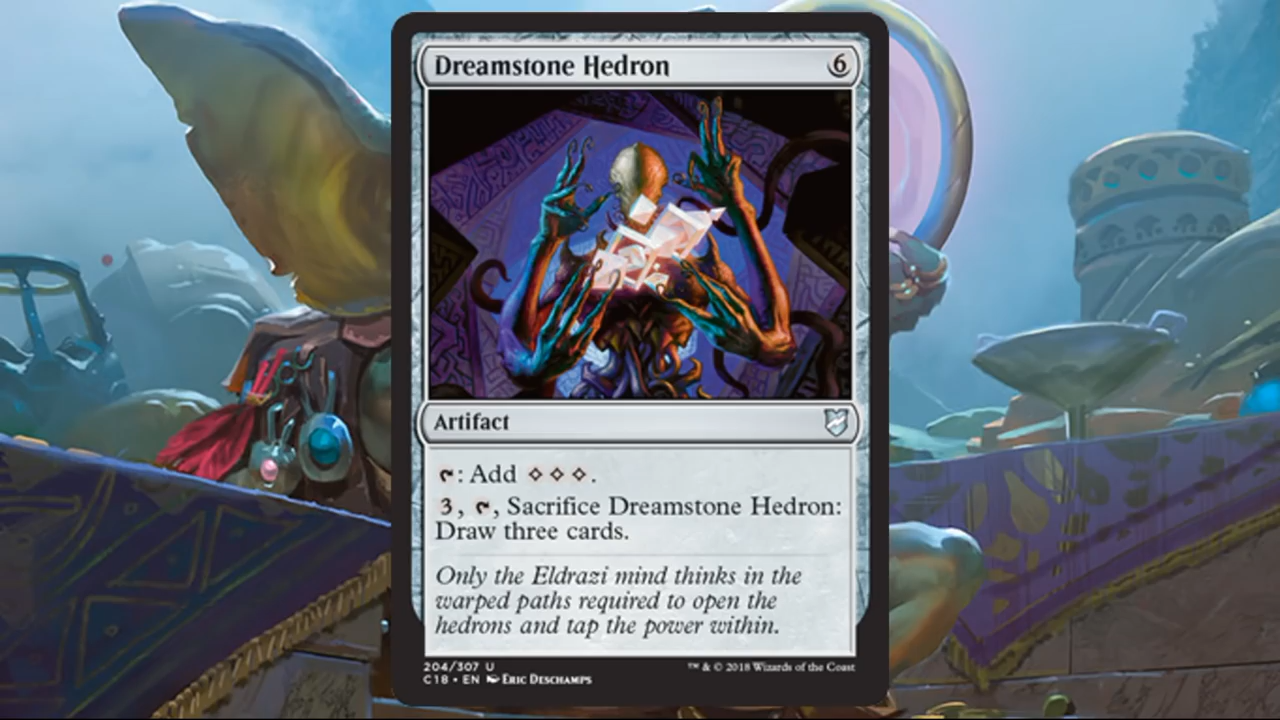 Dreamstone Hedron 6
Artifact
: Add ◇◇◇.
3, , Sacrifice Dreamstone Hedron:
Draw three cards.
Only the Eldrazi mind thinks in the
warped paths required to open the
hedrons and tap the power within.
204/307 U
™ & © 2018 Wizards of the Coast
C18 • EN Eric Deschamps